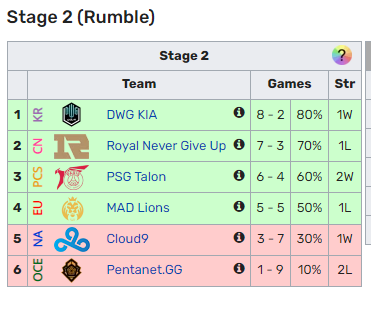 Stage 2 (Rumble)
Stage 2 ?
Team Games Str
1 KR DWG KIA i 8 - 2 80% 1W
2 CN Royal Never Give Up i 7 - 3 70% 1L
3 PCS PSG Talon i 6 - 4 60% 2W
4 EU MAD Lions i 5 - 5 50% 1L
5 NA Cloud9 i 3 - 7 30% 1W
6 OCE Pentanet.GG i 1 - 9 10% 2L